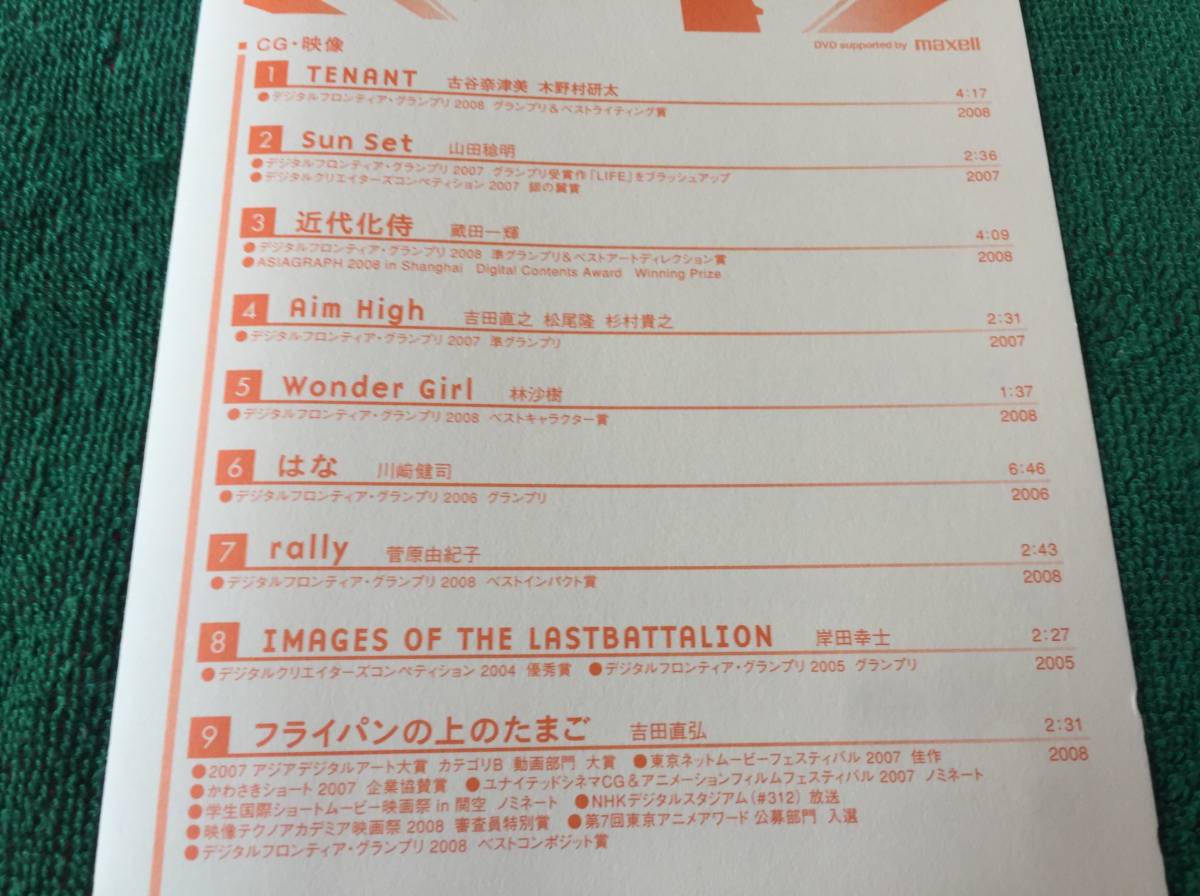 ■ CG・映像
DVD supported by maxell
1 TENANT 古谷奈津美 木野村研太 4:17
●デジタルフロンティア・グランプリ 2008 グランプリ&ベストライティング賞 2008
2 Sun Set 山田稔明 2:36
●デジタルフロンティア・グランプリ 2007 グランプリ受賞作「LIFE」をブラッシュアップ 2007
●デジタルクリエイターズコンペティション 2007 銀の翼賞
3 近代化侍 蔵田一輝 4:09
●デジタルフロンティア・グランプリ 2008 準グランプリ&ベストアートディレクション賞 2008
●ASIAGRAPH 2008 in Shanghai Digital Contents Award Winning Prize
4 Aim High 吉田直之 松尾隆 杉村貴之 2:31
●デジタルフロンティア・グランプリ 2007 準グランプリ 2007
5 Wonder Girl 林沙樹 1:37
●デジタルフロンティア・グランプリ 2008 ベストキャラクター賞 2008
6 はな 川﨑健司 6:46
●デジタルフロンティア・グランプリ 2006 グランプリ 2006
7 rally 菅原由紀子 2:43
●デジタルフロンティア・グランプリ 2008 ベストインパクト賞 2008
8 IMAGES OF THE LASTBATTALION 岸田幸士 2:27
●デジタルクリエイターズコンペティション 2004 優秀賞 ●デジタルフロンティア・グランプリ 2005 グランプリ 2005
9 フライパンの上のたまご 吉田直弘 2:31
●2007 アジアデジタルアート大賞 カテゴリB 動画部門 大賞 ●東京ネットムービーフェスティバル 2007 佳作 2008
●かわさきショート 2007 企業協賛賞 ●ユナイテッドシネマCG&アニメーションフィルムフェスティバル 2007 ノミネート
●学生国際ショートムービー映画祭 in 関空 ノミネート ●NHKデジタルスタジアム(#312) 放送
●映像テクノアカデミア映画祭 2008 審査員特別賞 ●第7回東京アニメアワード 公募部門 入選
●デジタルフロンティア・グランプリ 2008 ベストコンポジット賞